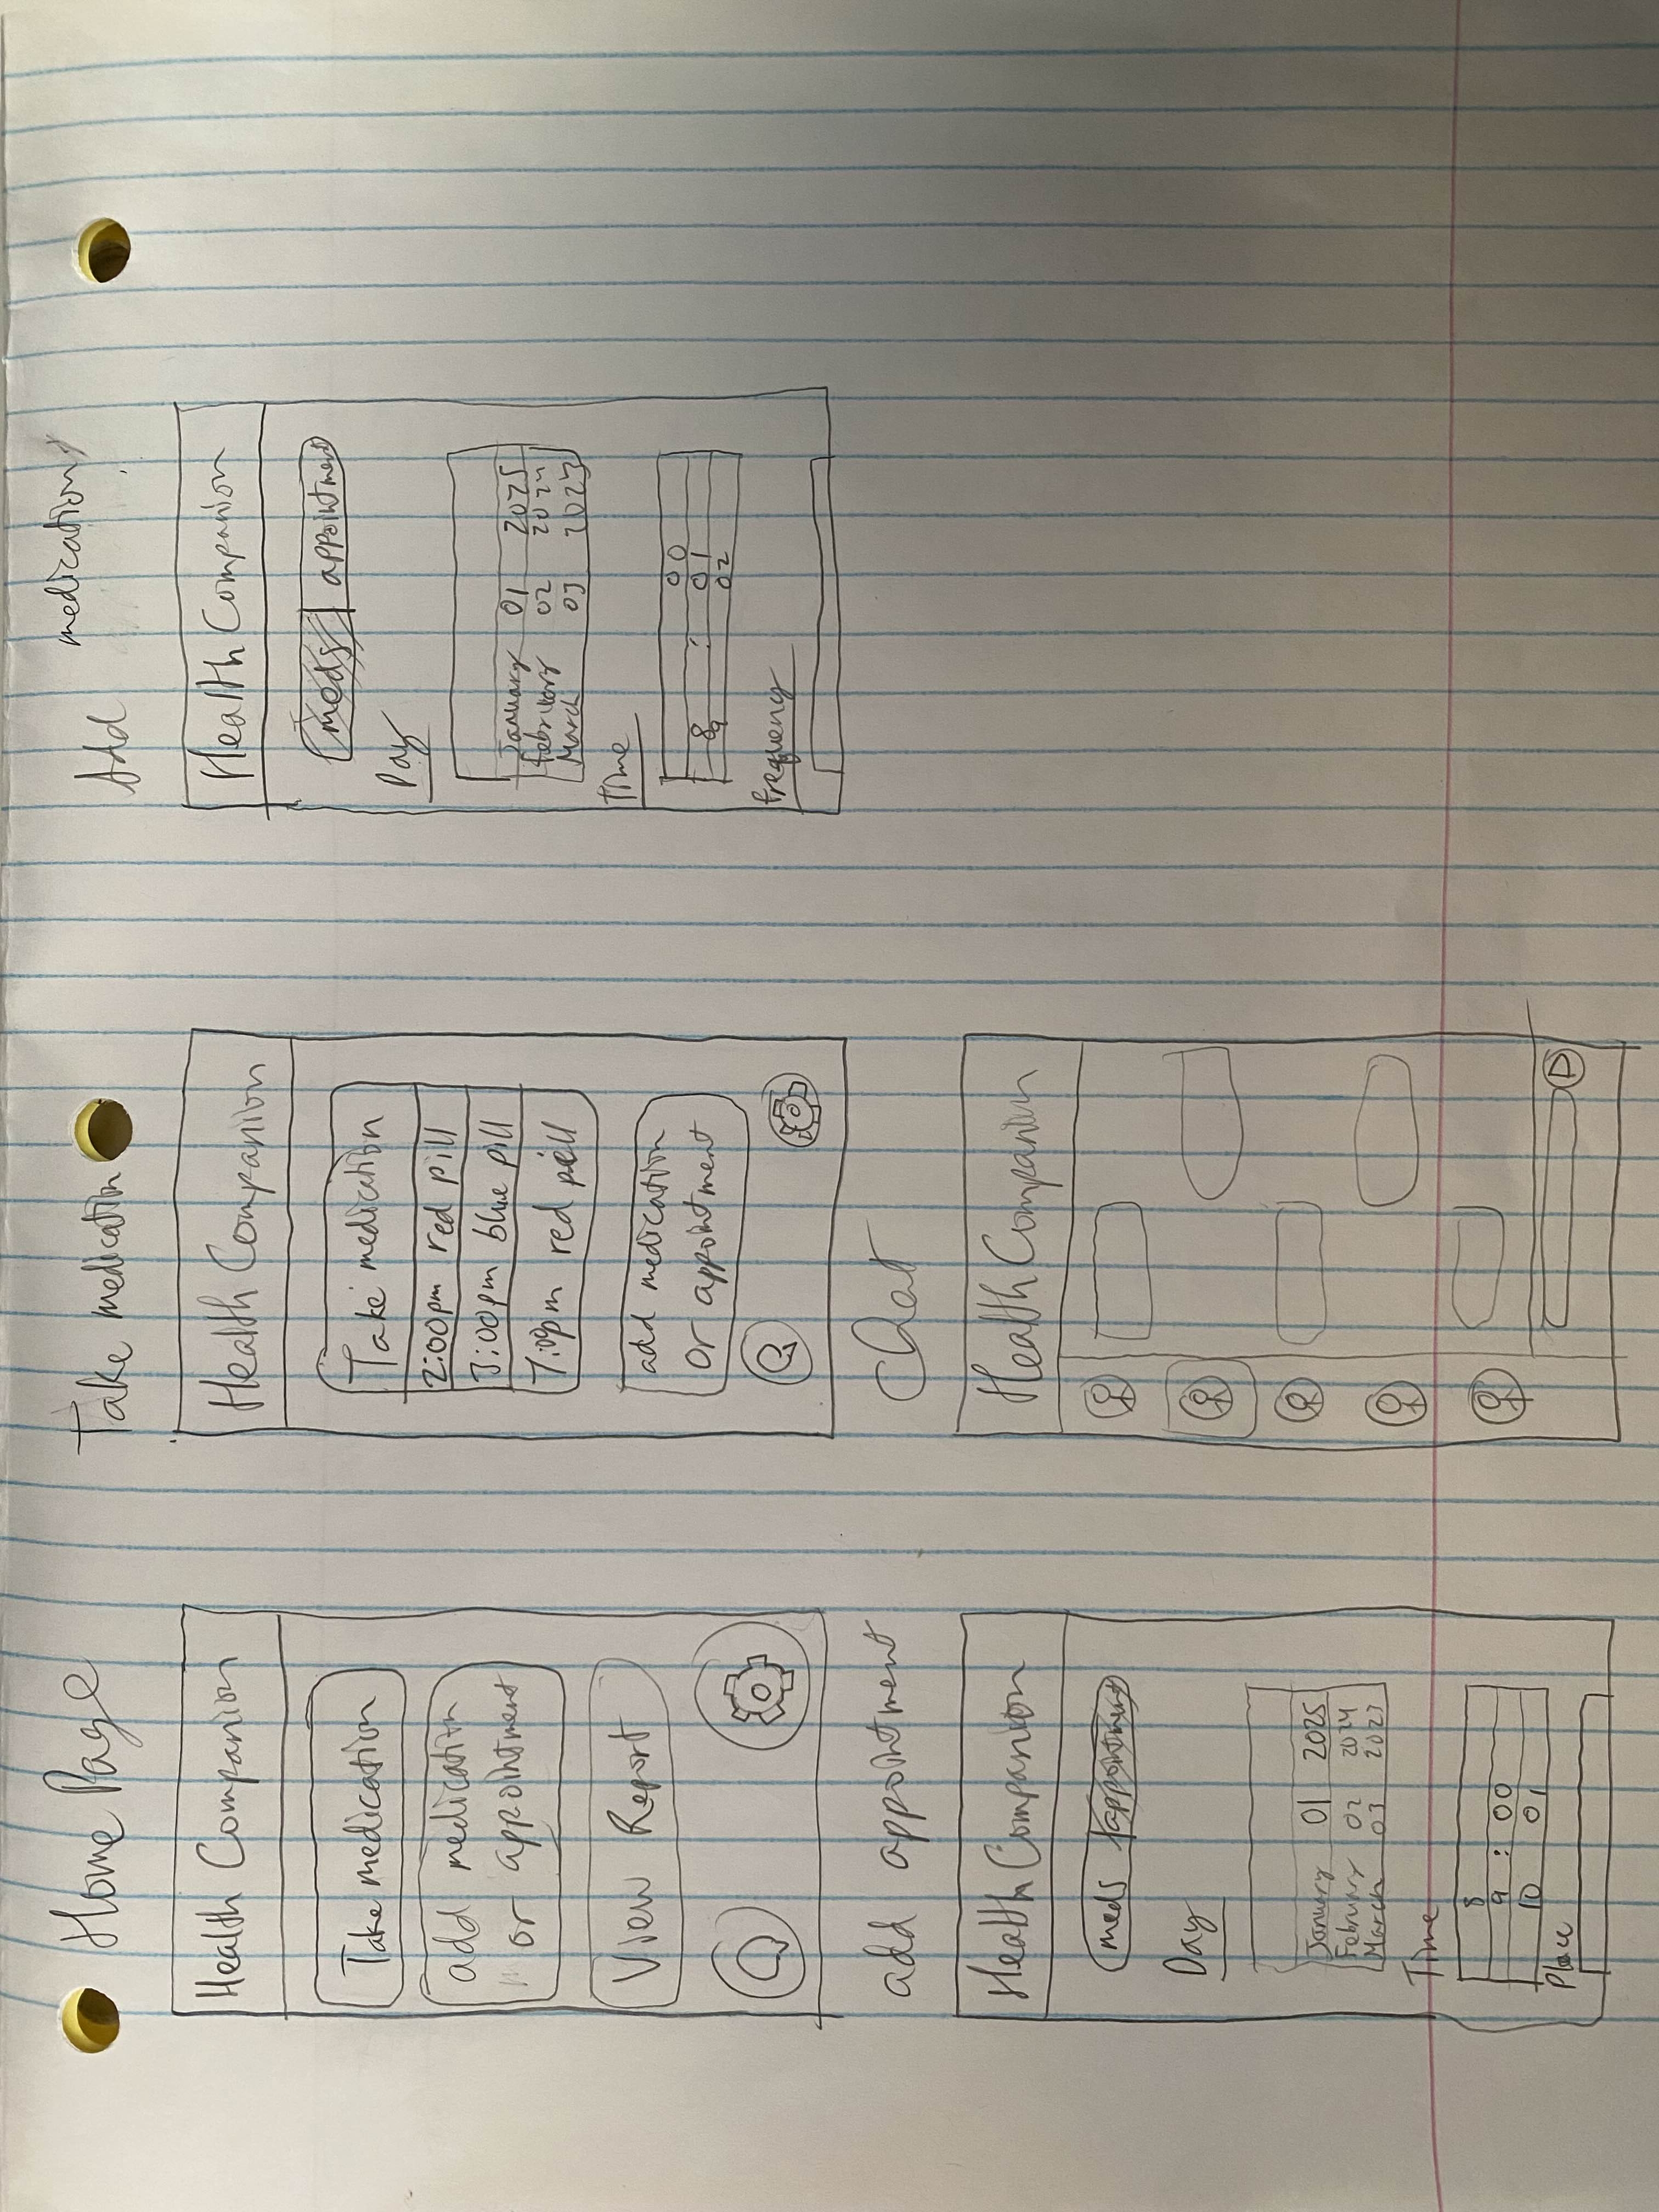 Home Page
Health Companion
Take medication
add medication
or appointment
View Report
Take medication
Health Companion
Take medication
2:00pm red pill
3:00pm blue pill
7:00pm red pill
add medication
or appointment
Add medication
Health Companion
meds appointment
Day
January 01 2025
February 02 2024
March 03 2023
Time
00
8 : 01
9 02
frequency
add appointment
Health Companion
meds appointment
Day
January 01 2025
February 02 2024
March 03 2023
Time
8
9 : 00
10 01
Place
Chat
Health Companion